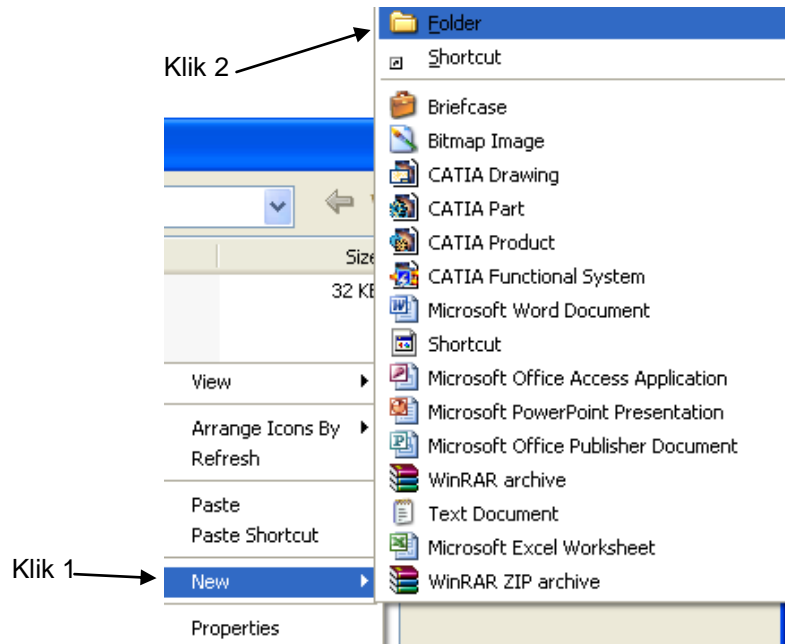 Folder
Klik 2
Shortcut
Briefcase
Bitmap Image
CATIA Drawing
CATIA Part
CATIA Product
Size
CATIA Functional System
32 KB
Microsoft Word Document
Shortcut
View
Microsoft Office Access Application
Microsoft PowerPoint Presentation
Arrange Icons By
Microsoft Office Publisher Document
Refresh
WinRAR archive
Paste
Text Document
Paste Shortcut
Microsoft Excel Worksheet
Klik 1
New
WinRAR ZIP archive
Properties